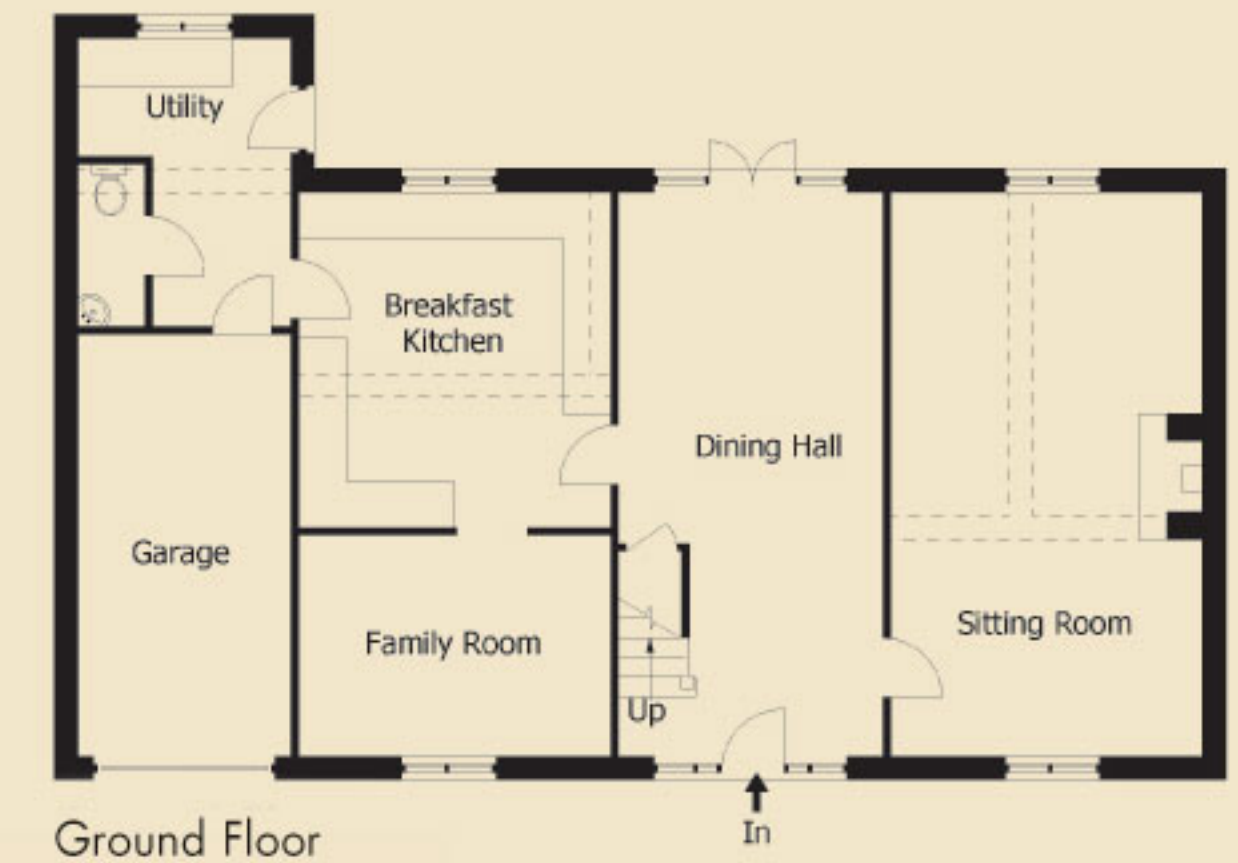 Utility
Breakfast
Kitchen
Dining Hall
Garage
Sitting Room
Family Room
Up
In
Ground Floor